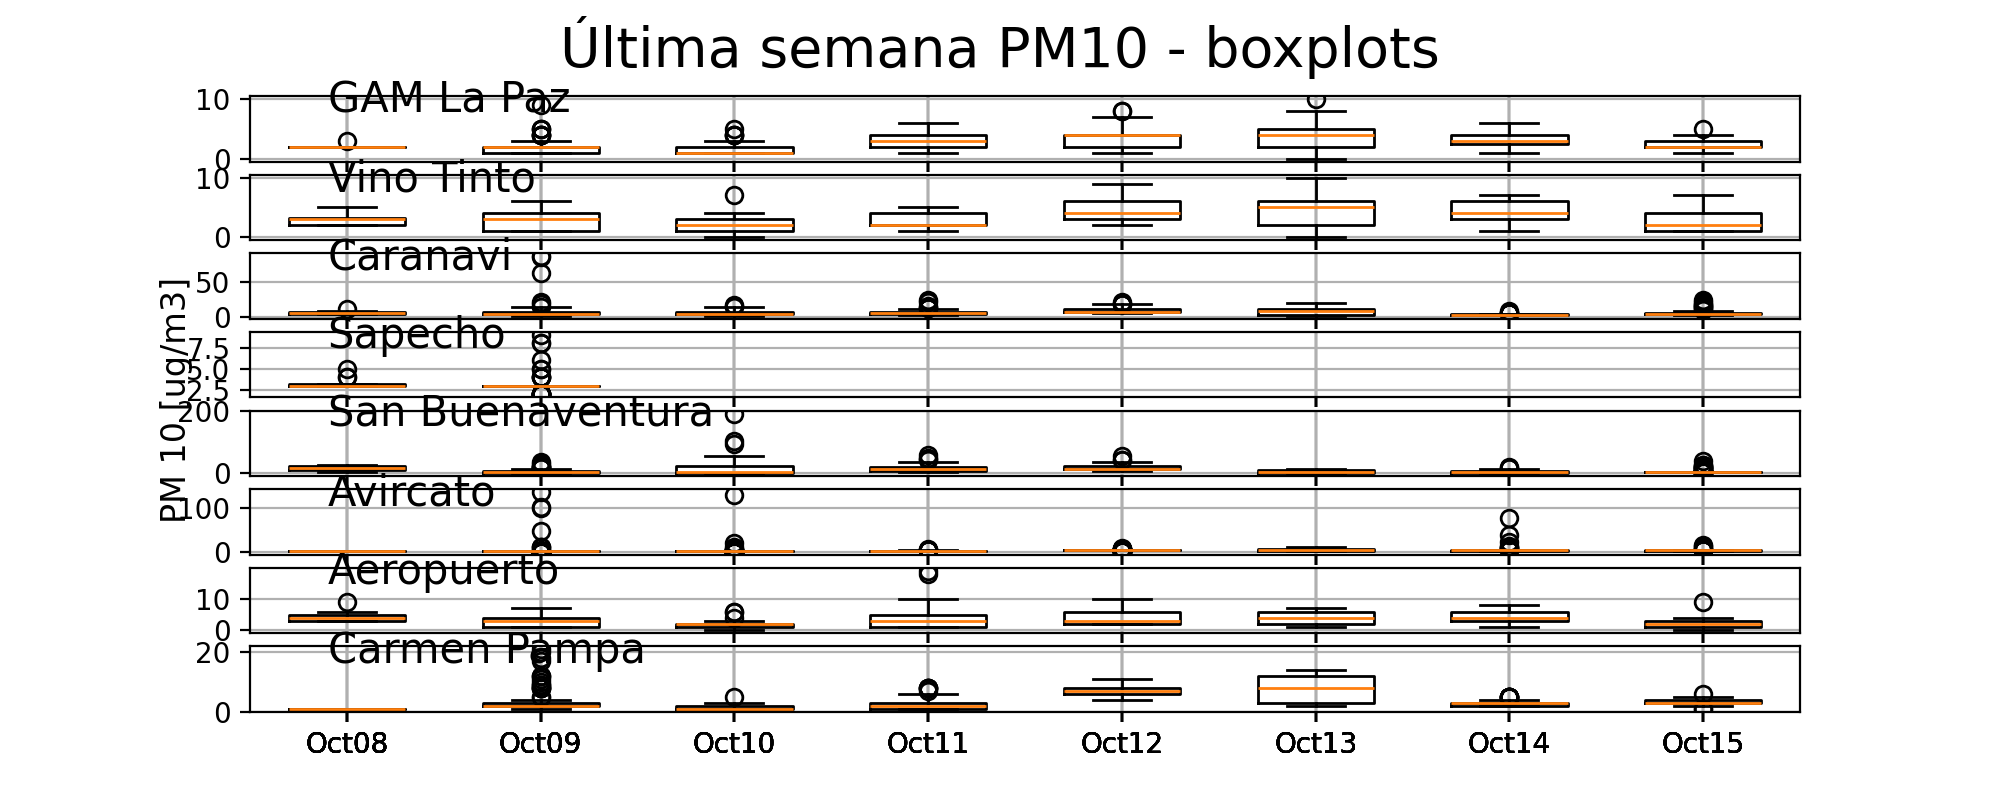 Última semana PM10 - boxplots
PM 10 [ug/m3]
GAM La Paz
10
0
Vino Tinto
10
0
Caranavi
50
0
Sapecho
7.5
5.0
2.5
San Buenaventura
200
0
Avircato
100
0
Aeropuerto
10
0
Carmen Pampa
20
0
Oct08 Oct09 Oct10 Oct11 Oct12 Oct13 Oct14 Oct15